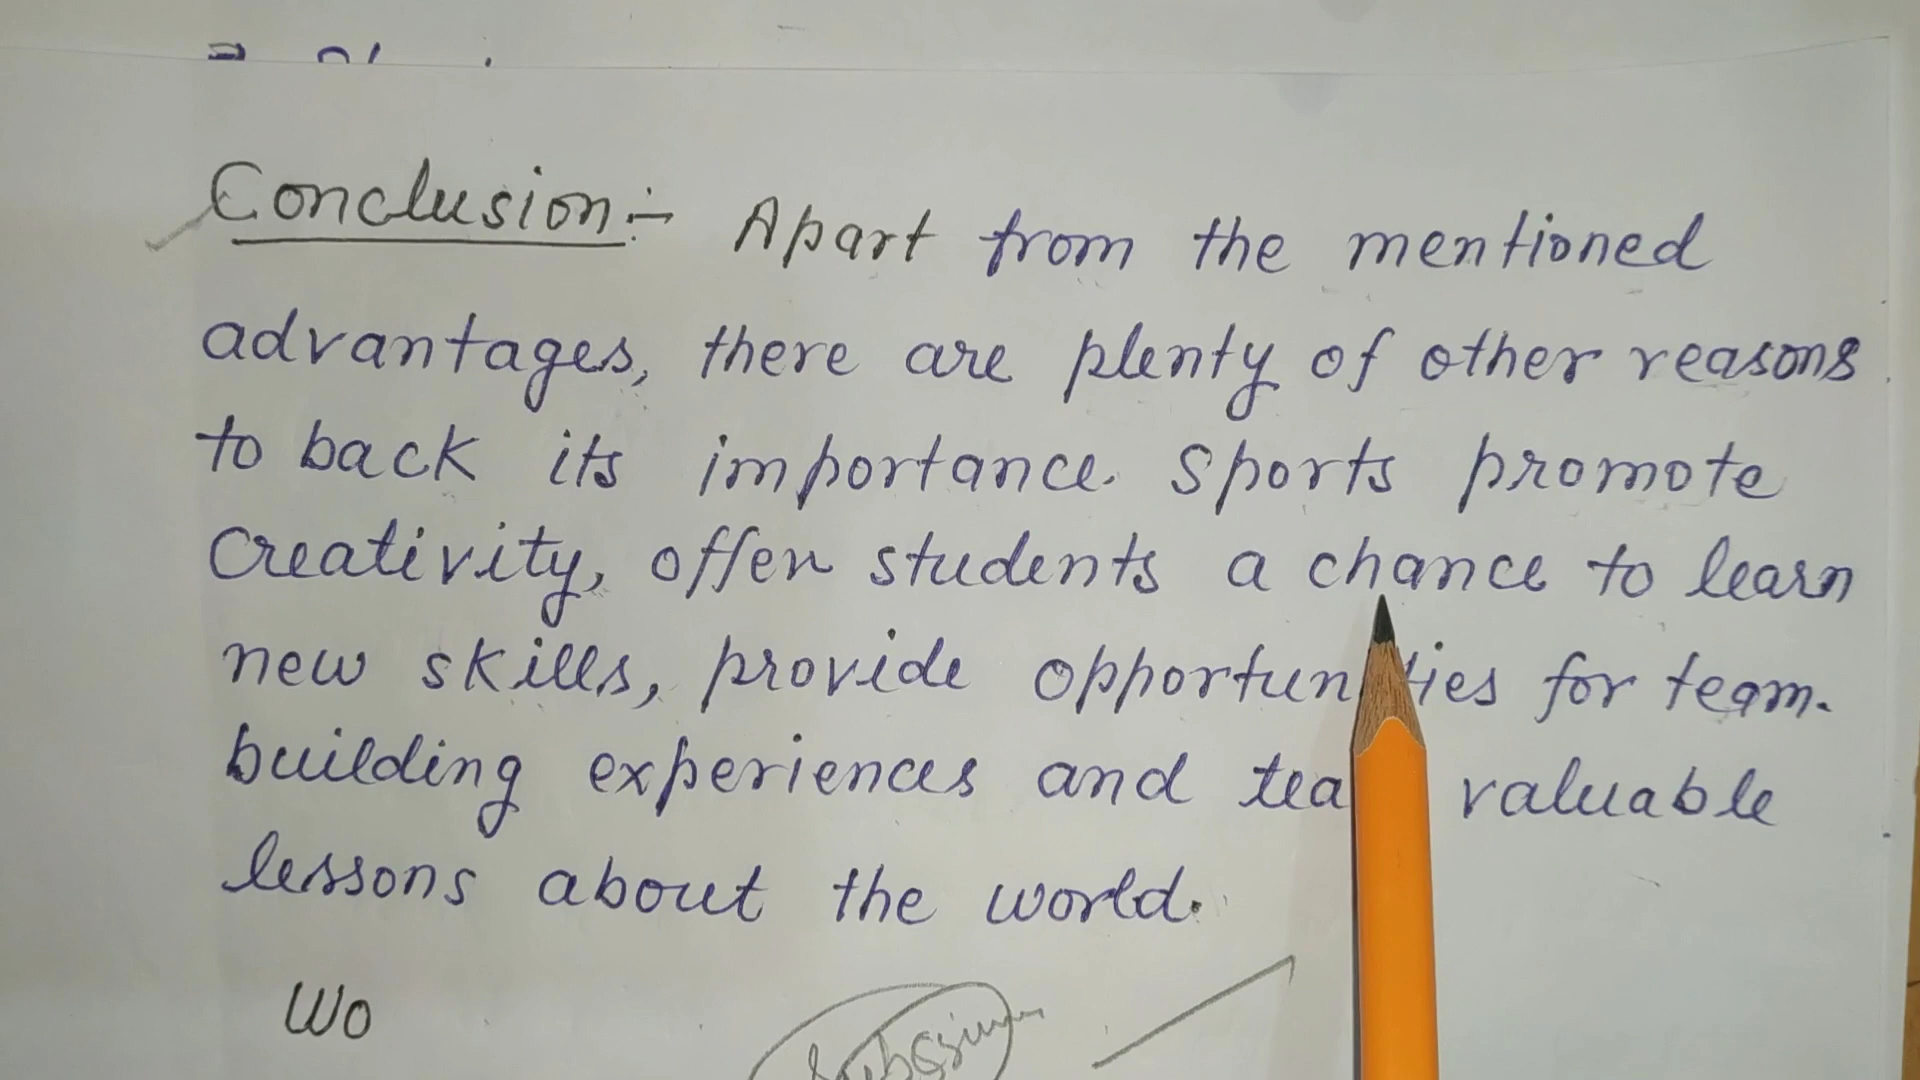 Conclusion:- Apart from the mentioned
advantages, there are plenty of other reasons
to back its importance. Sports promote
Creativity, offer students a chance to learn
new skills, provide opportunities for team-
building experiences and tea valuable
lessons about the world.
Wo